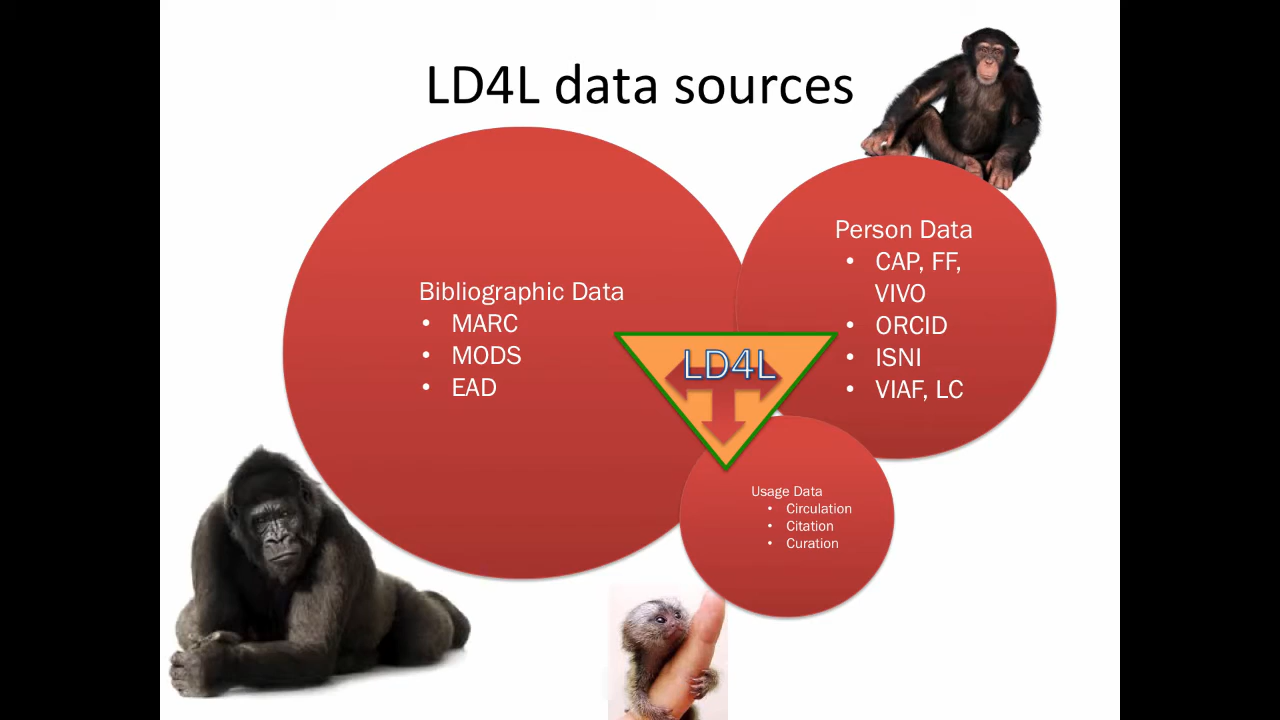 LD4L data sources
Bibliographic Data
• MARC
• MODS
• EAD
Person Data
• CAP, FF,
VIVO
• ORCID
• ISNI
• VIAF, LC
LD4L
Usage Data
• Circulation
• Citation
• Curation